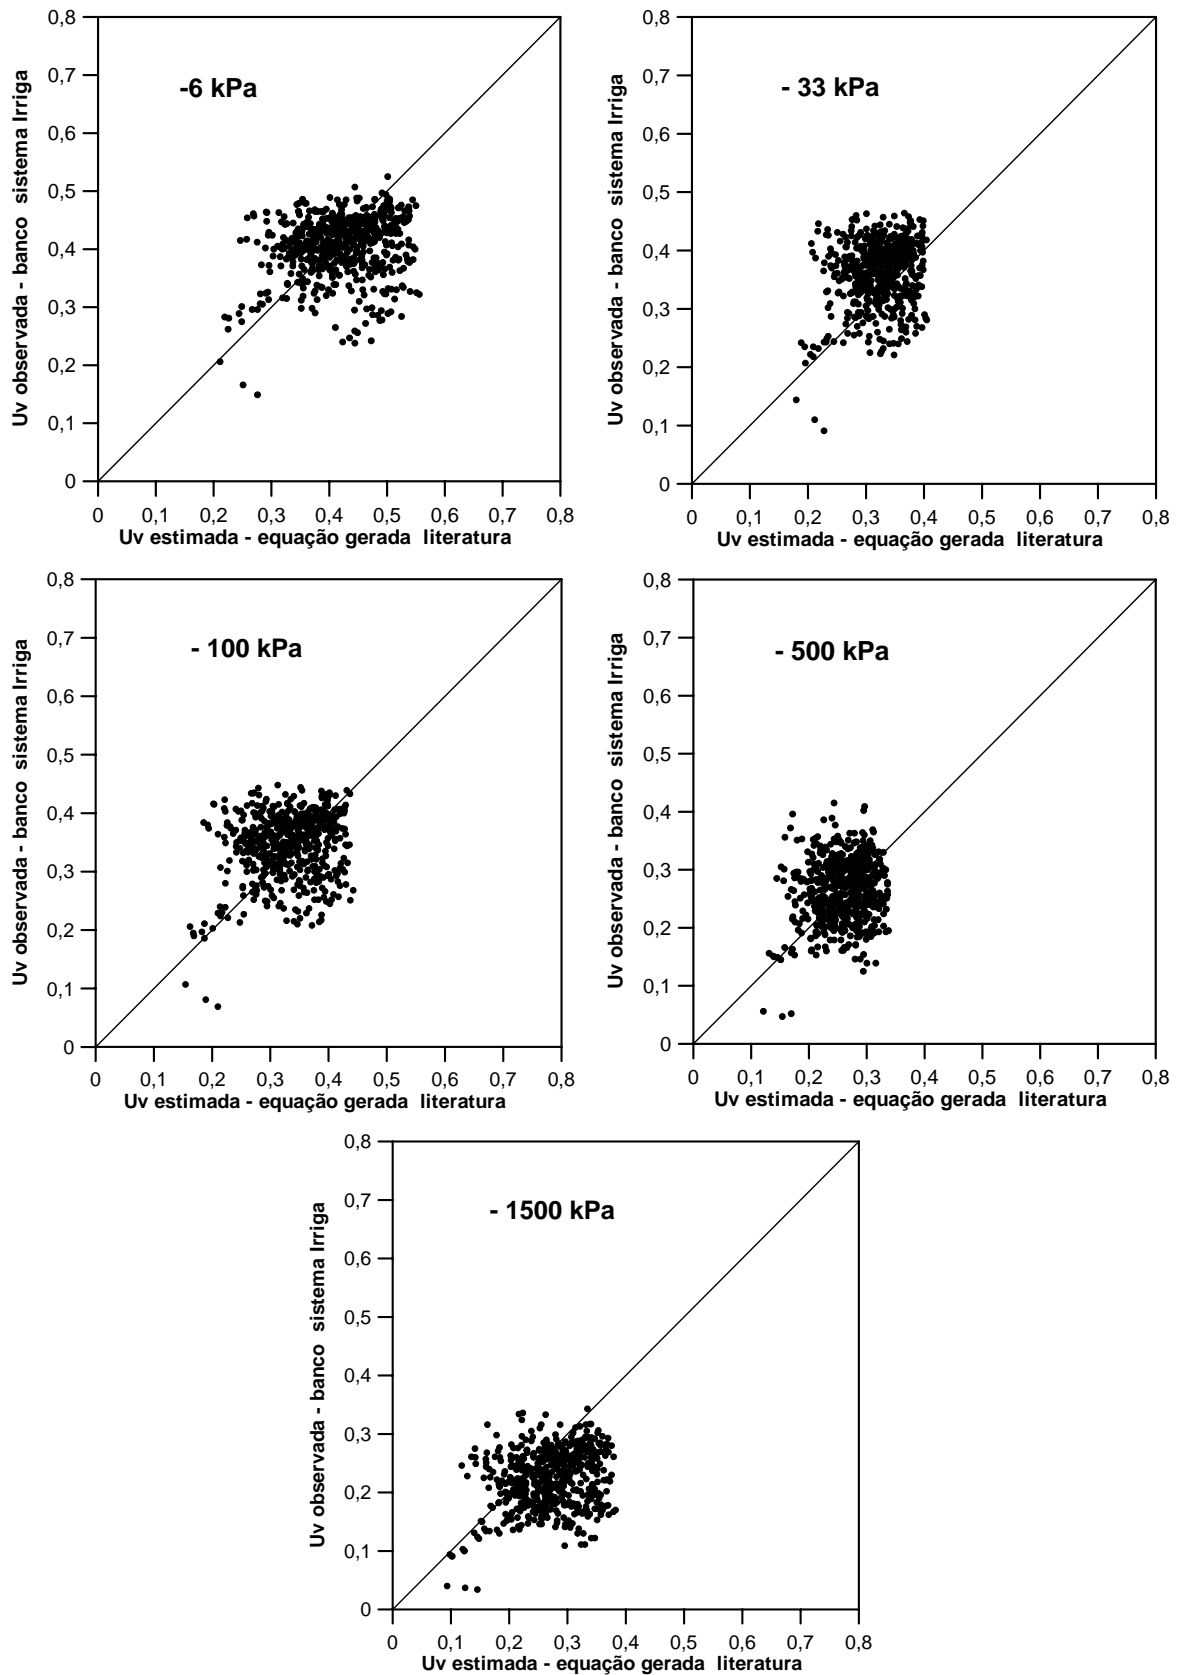 -6 kPa
Uv observada - banco sistema Irriga
0,8
0,7
0,6
0,5
0,4
0,3
0,2
0,1
0
0 0,1 0,2 0,3 0,4 0,5 0,6 0,7 0,8
Uv estimada - equação gerada literatura
- 33 kPa
Uv observada - banco sistema Irriga
0,8
0,7
0,6
0,5
0,4
0,3
0,2
0,1
0
0 0,1 0,2 0,3 0,4 0,5 0,6 0,7 0,8
Uv estimada - equação gerada literatura
- 100 kPa
Uv observada - banco sistema Irriga
0,8
0,7
0,6
0,5
0,4
0,3
0,2
0,1
0
0 0,1 0,2 0,3 0,4 0,5 0,6 0,7 0,8
Uv estimada - equação gerada literatura
- 500 kPa
Uv observada - banco sistema Irriga
0,8
0,7
0,6
0,5
0,4
0,3
0,2
0,1
0
0 0,1 0,2 0,3 0,4 0,5 0,6 0,7 0,8
Uv estimada - equação gerada literatura
- 1500 kPa
Uv observada - banco sistema Irriga
0,8
0,7
0,6
0,5
0,4
0,3
0,2
0,1
0
0 0,1 0,2 0,3 0,4 0,5 0,6 0,7 0,8
Uv estimada - equação gerada literatura